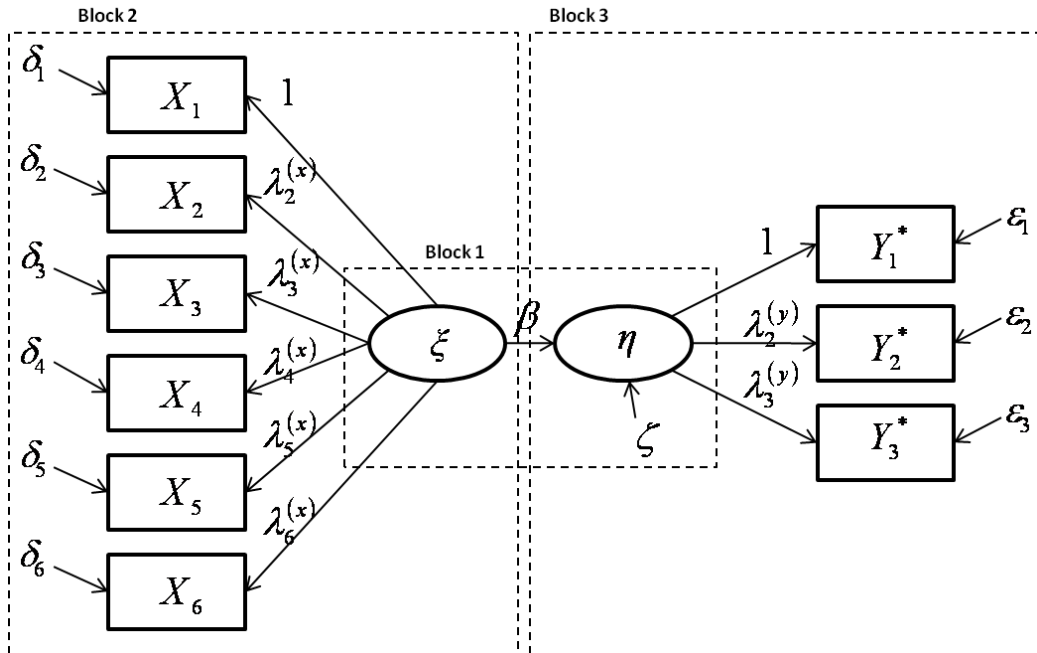 Block 2
Block 3
δ₁
X₁
1
δ₂
X₂
λ₂⁽ˣ⁾
δ₃
X₃
λ₃⁽ˣ⁾
Block 1
1
Y₁*
ε₁
δ₄
X₄
λ₄⁽ˣ⁾
ξ
β
η
λ₂⁽ʸ⁾
Y₂*
ε₂
δ₅
X₅
λ₅⁽ˣ⁾
ζ
λ₃⁽ʸ⁾
Y₃*
ε₃
δ₆
X₆
λ₆⁽ˣ⁾